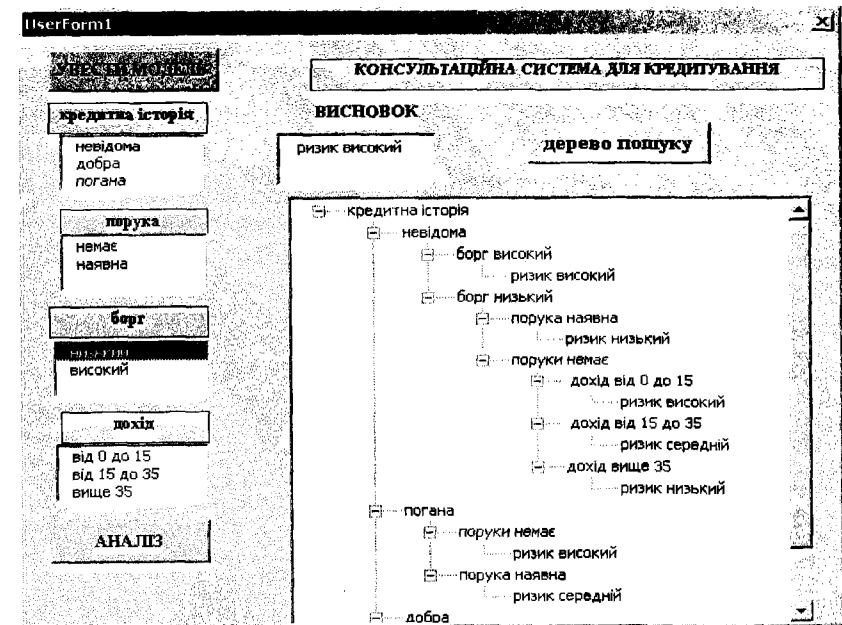 UserForm1
УВЕСТИ МОДЕЛЬ
КОНСУЛЬТАЦІЙНА СИСТЕМА ДЛЯ КРЕДИТУВАННЯ
кредитна історія
невідома
добра
погана
ВИСНОВОК
ризик високий
дерево пошуку
порука
немає
наявна
борг
низький
високий
дохід
від 0 до 15
від 15 до 35
вище 35
АНАЛІЗ
кредитна історія
невідома
борг високий
ризик високий
борг низький
порука наявна
ризик низький
поруки немає
дохід від 0 до 15
ризик високий
дохід від 15 до 35
ризик середній
дохід вище 35
ризик низький
погана
поруки немає
ризик високий
порука наявна
ризик середній
добра